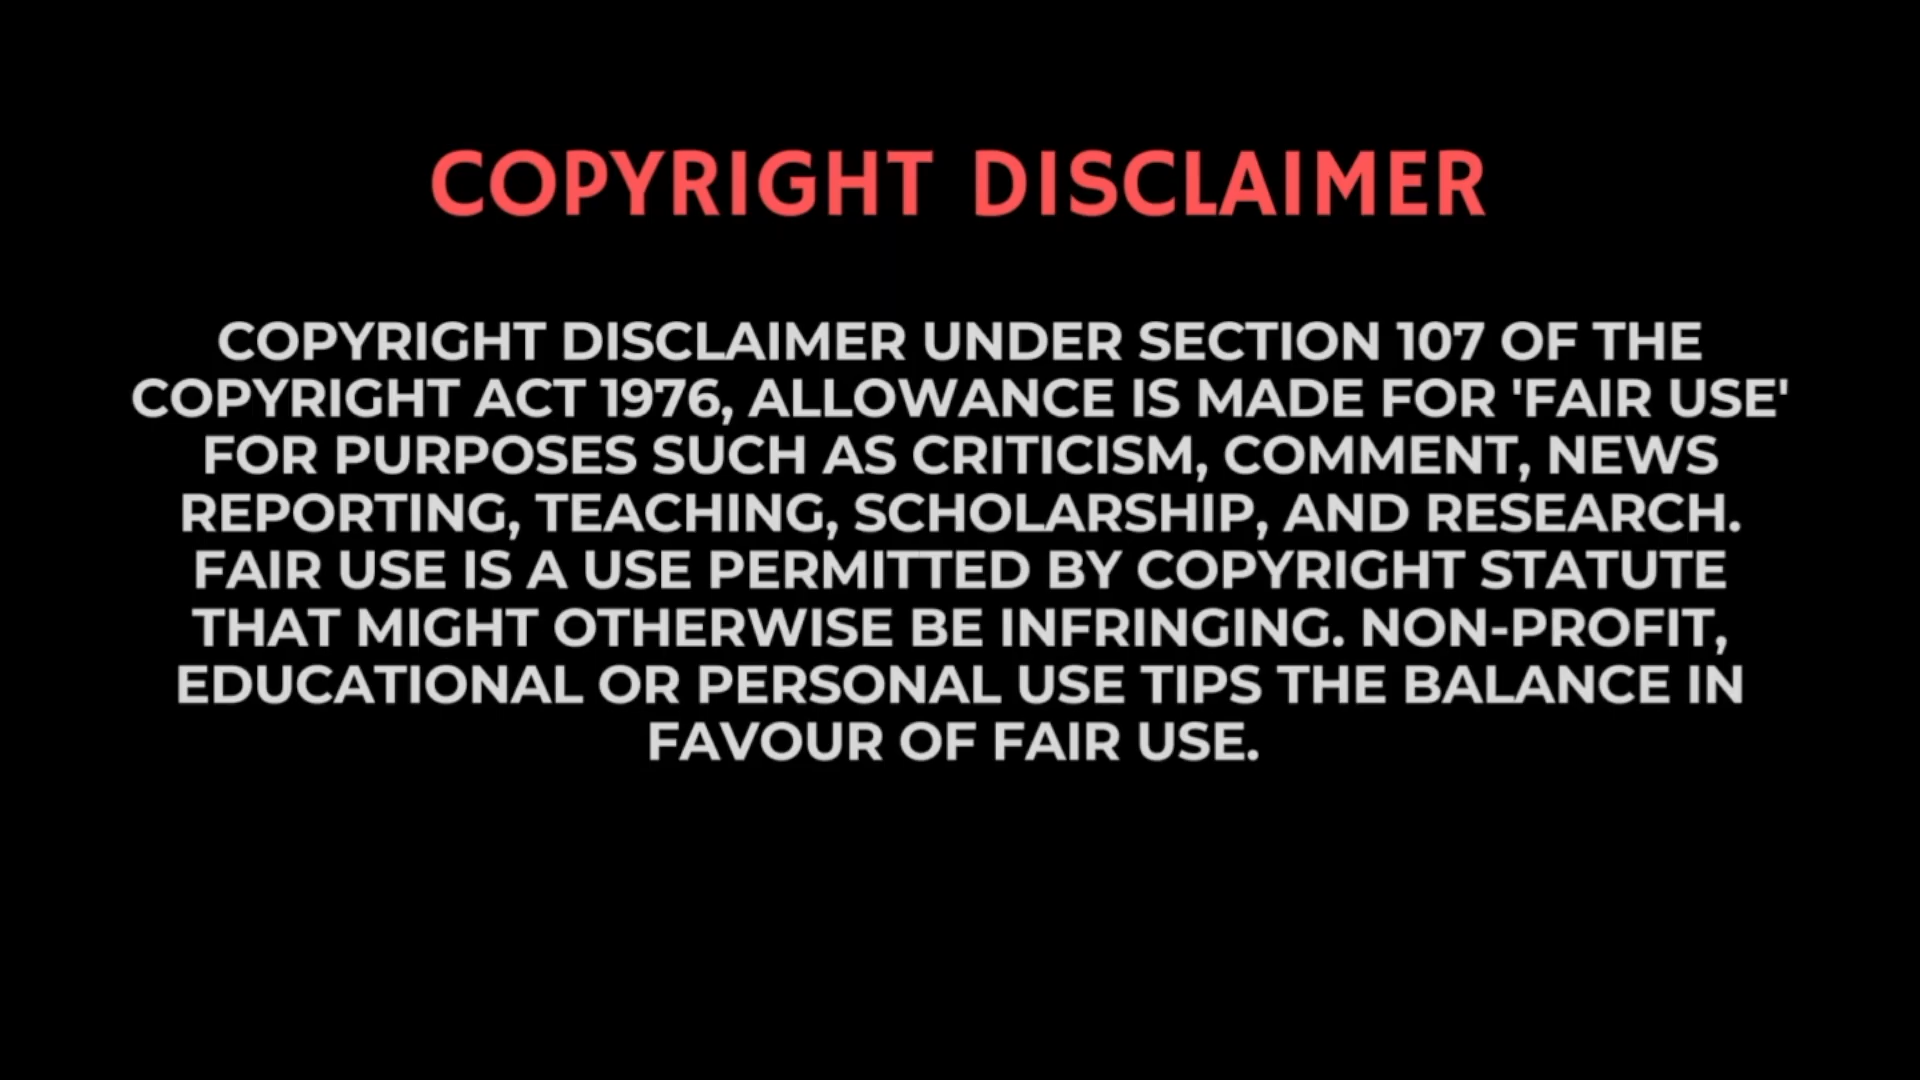 COPYRIGHT DISCLAIMER
COPYRIGHT DISCLAIMER UNDER SECTION 107 OF THE
COPYRIGHT ACT 1976, ALLOWANCE IS MADE FOR 'FAIR USE'
FOR PURPOSES SUCH AS CRITICISM, COMMENT, NEWS
REPORTING, TEACHING, SCHOLARSHIP, AND RESEARCH.
FAIR USE IS A USE PERMITTED BY COPYRIGHT STATUTE
THAT MIGHT OTHERWISE BE INFRINGING. NON-PROFIT,
EDUCATIONAL OR PERSONAL USE TIPS THE BALANCE IN
FAVOUR OF FAIR USE.